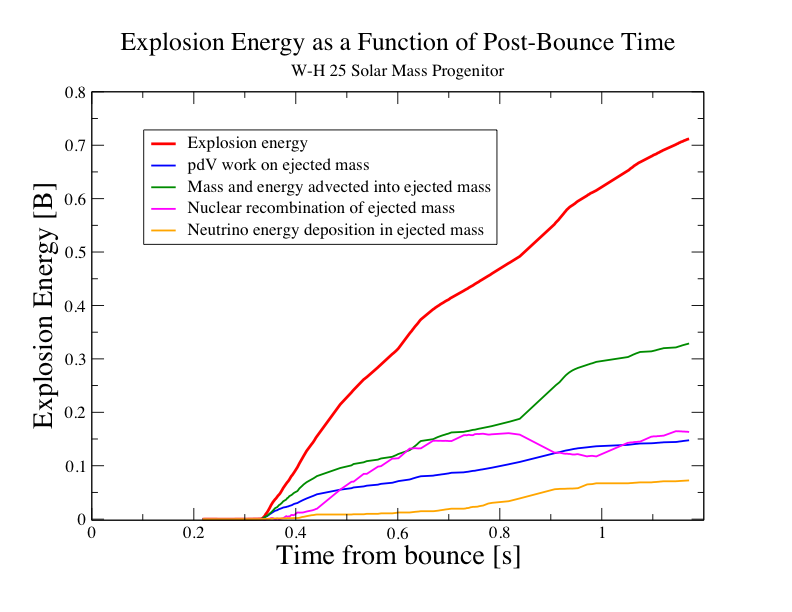 Explosion Energy as a Function of Post-Bounce Time
W-H 25 Solar Mass Progenitor
Explosion energy
pdV work on ejected mass
Mass and energy advected into ejected mass
Nuclear recombination of ejected mass
Neutrino energy deposition in ejected mass
Explosion Energy [B]
0.8
0.7
0.6
0.5
0.4
0.3
0.2
0.1
0
0 0.2 0.4 0.6 0.8 1
Time from bounce [s]